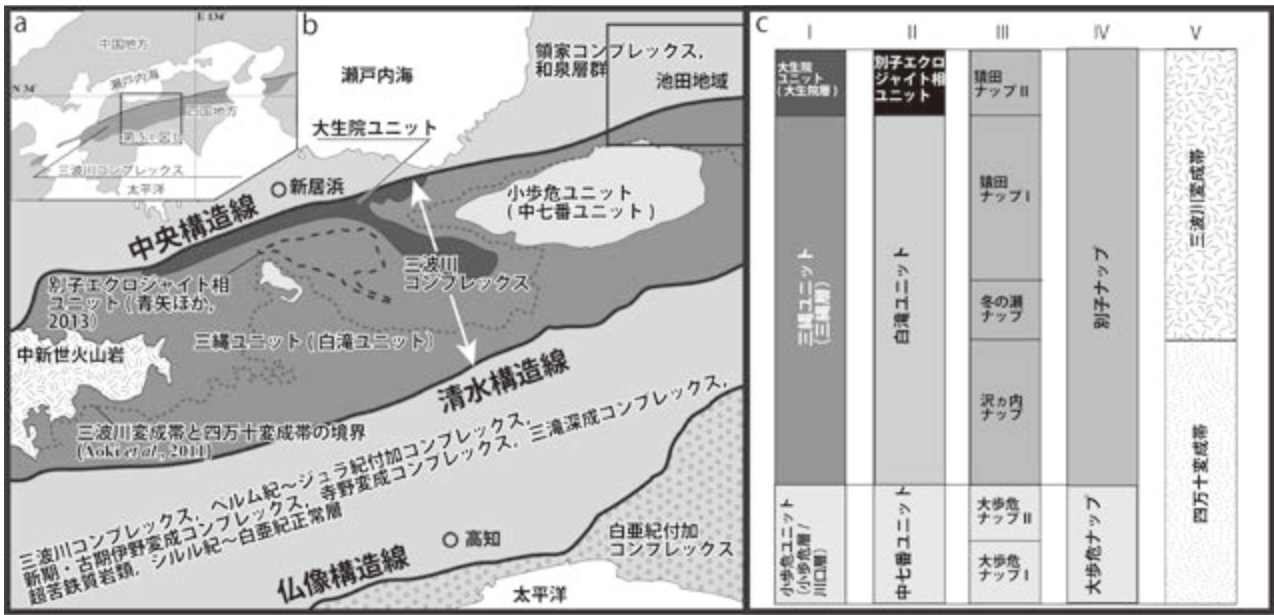 a
E 134°
中国地方
瀬戸内海
N 34°
四国地方
三波川コンプレックス
太平洋
b
瀬戸内海
領家コンプレックス,
和泉層群
池田地域
大生院ユニット
新居浜
小歩危ユニット
(中七番ユニット)
中央構造線
別子エクロジャイト相
ユニット(青矢ほか,
2013)
三波川
コンプレックス
中新世火山岩
三縄ユニット(白滝ユニット)
清水構造線
三波川変成帯と四万十変成帯の境界
(Aoki et al., 2011)
三波川コンプレックス, ペルム紀〜ジュラ紀付加コンプレックス,
新期・古期伊野変成コンプレックス, 寺野変成コンプレックス, 三滝深成コンプレックス,
超苦鉄質岩類, シルル紀〜白亜紀正常層
高知
白亜紀付加
コンプレックス
仏像構造線
太平洋
c
I
II
III
IV
V
大生院
ユニット
(大生院層)
三縄ユニット
(三縄層)
小歩危ユニット
(小歩危層/
川口層)
別子エクロ
ジャイト相
ユニット
白滝ユニット
中七番ユニット
猿田
ナップII
猿田
ナップI
冬の瀬
ナップ
沢ヵ内
ナップ
大歩危
ナップII
大歩危
ナップI
別子ナップ
大歩危ナップ
三波川変成帯
四万十変成帯